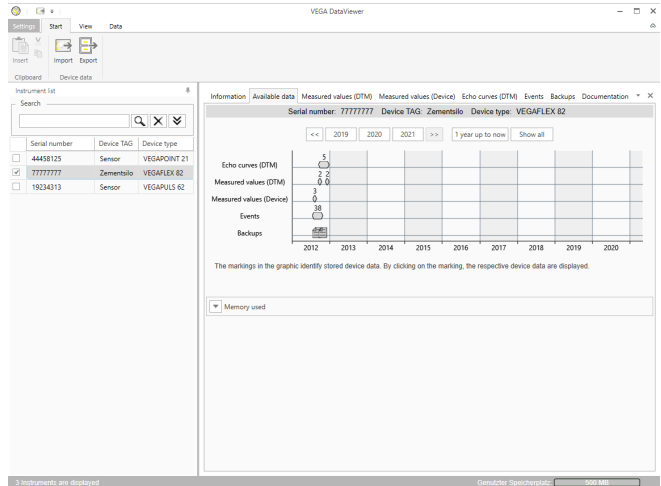 VEGA DataViewer
Settings Start View Data
Insert Import Export
Clipboard Device data
Instrument list
Search
Serial number Device TAG Device type
44458125 Sensor VEGAPOINT 21
77777777 Zementsilo VEGAFLEX 82
19234313 Sensor VEGAPULS 62
Information Available data Measured values (DTM) Measured values (Device) Echo curves (DTM) Events Backups Documentation
Serial number: 77777777 Device TAG: Zementsilo Device type: VEGAFLEX 82
<< 2019 2020 2021 >> 1 year up to now Show all
5
Echo curves (DTM)
2 2
Measured values (DTM)
3
Measured values (Device)
38
Events
Backups
2012 2013 2014 2015 2016 2017 2018 2019 2020
The markings in the graphic identify stored device data. By clicking on the marking, the respective device data are displayed.
Memory used
3 Instruments are displayed
Genutzter Speicherplatz: 500 MB